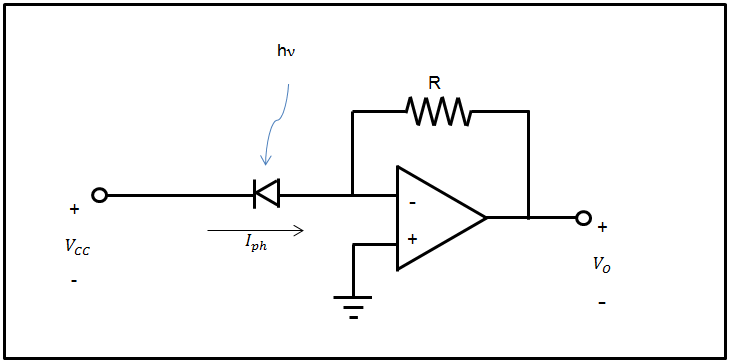 hν
R
+
V_CC
-
I_ph
-
+
+
V_O
-